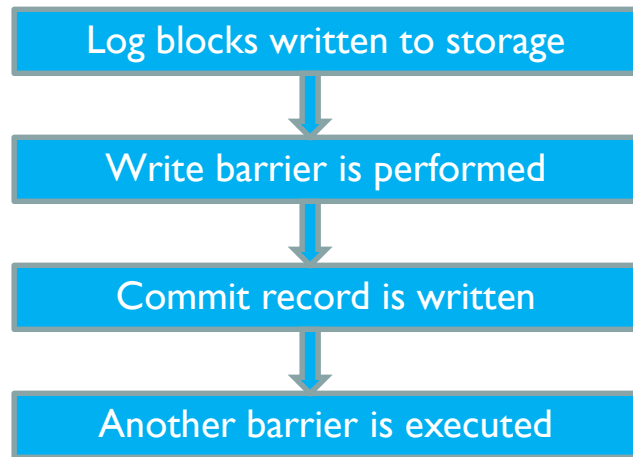 Log blocks written to storage
Write barrier is performed
Commit record is written
Another barrier is executed